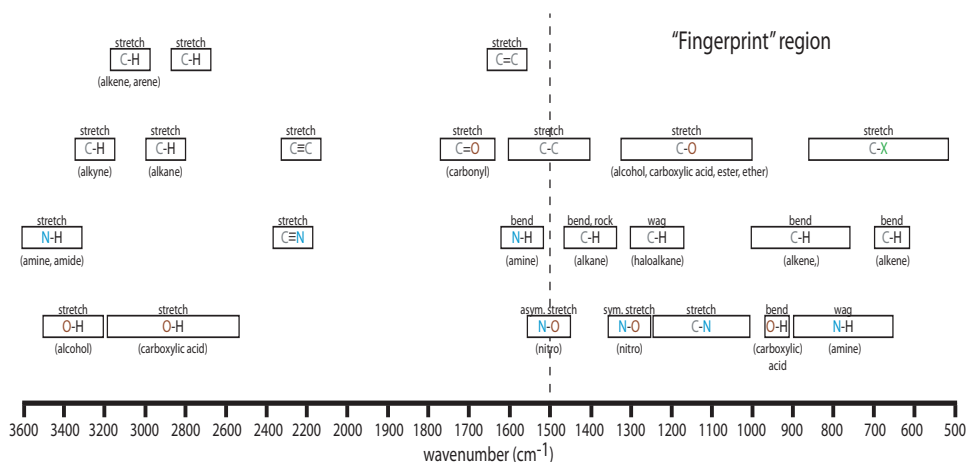 stretch
stretch
stretch
"Fingerprint" region
C-H
C-H
C=C
(alkene, arene)
stretch
stretch
stretch
stretch
stretch
stretch
stretch
C-H
C-H
C≡C
C=O
C-C
C-O
C-X
(alkyne)
(alkane)
(carbonyl)
(alcohol, carboxylic acid, ester, ether)
stretch
stretch
bend
bend, rock
wag
bend
bend
N-H
C≡N
N-H
C-H
C-H
C-H
C-H
(amine, amide)
(amine)
(alkane)
(haloalkane)
(alkene,)
(alkene)
stretch
stretch
asym. stretch
sym. stretch
stretch
bend
wag
O-H
O-H
N-O
N-O
C-N
O-H
N-H
(alcohol)
(carboxylic acid)
(nitro)
(nitro)
(carboxylic)
acid
(amine)
3600 3400 3200 3000 2800 2600 2400 2200 2000 1800 1600 1500 1400 1300 1200 1100 1000 900 800 700 600 500
wavenumber (cm⁻¹)